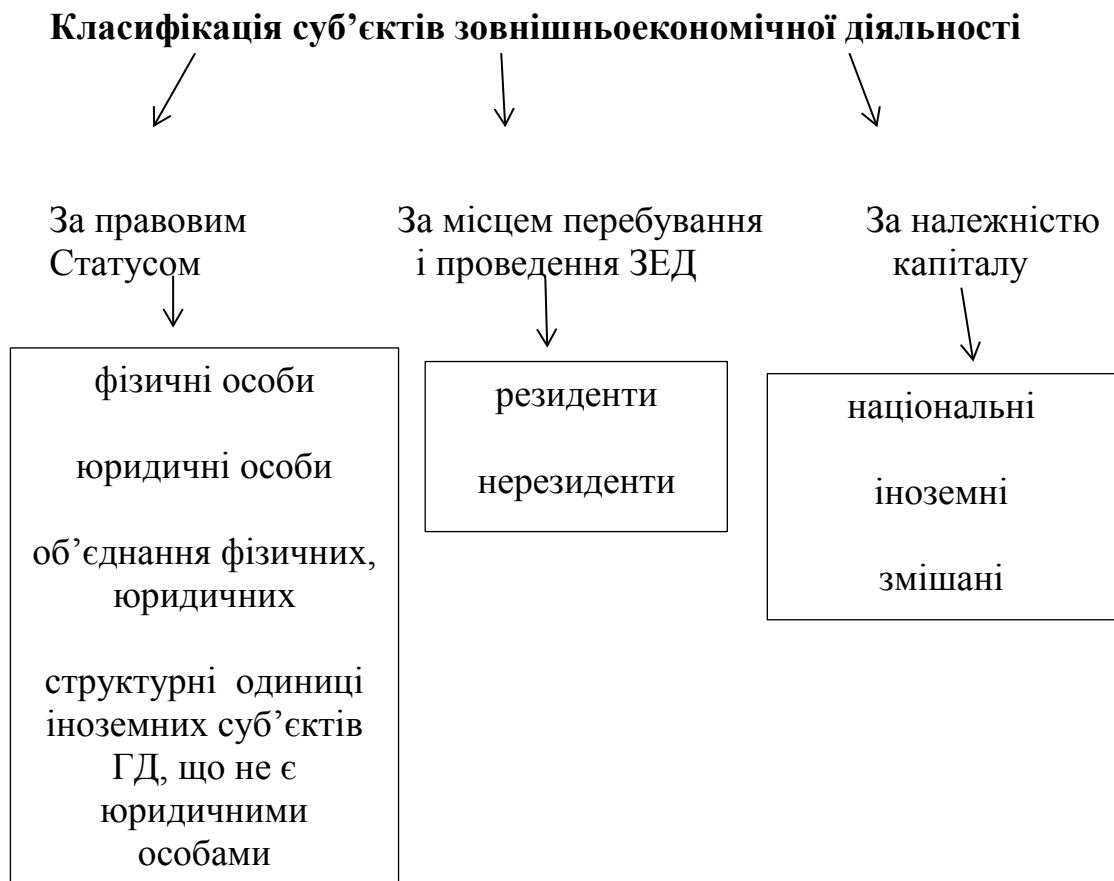 Класифікація суб’єктів зовнішньоекономічної діяльності
За правовим
Статусом
За місцем перебування
і проведення ЗЕД
За належністю
капіталу
фізичні особи
юридичні особи
об’єднання фізичних,
юридичних
структурні одиниці
іноземних суб’єктів
ГД, що не є
юридичними
особами
резиденти
нерезиденти
національні
іноземні
змішані